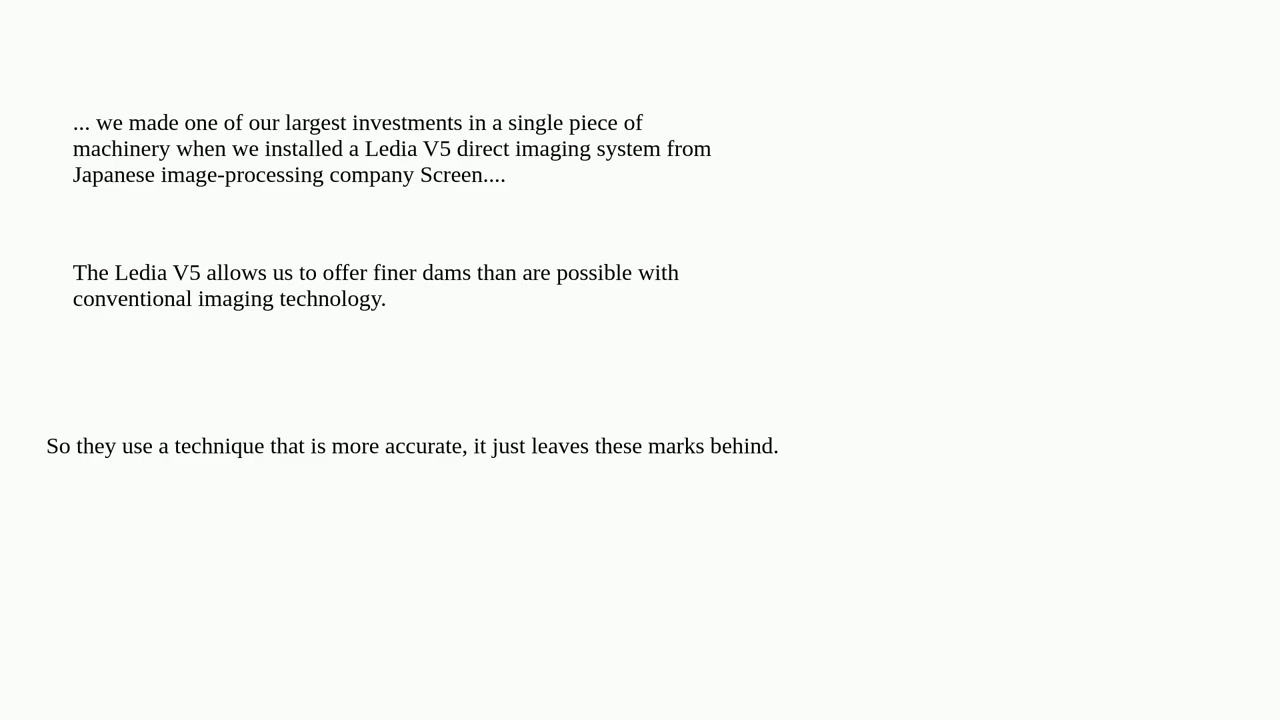 ... we made one of our largest investments in a single piece of
machinery when we installed a Ledia V5 direct imaging system from
Japanese image-processing company Screen....
The Ledia V5 allows us to offer finer dams than are possible with
conventional imaging technology.
So they use a technique that is more accurate, it just leaves these marks behind.